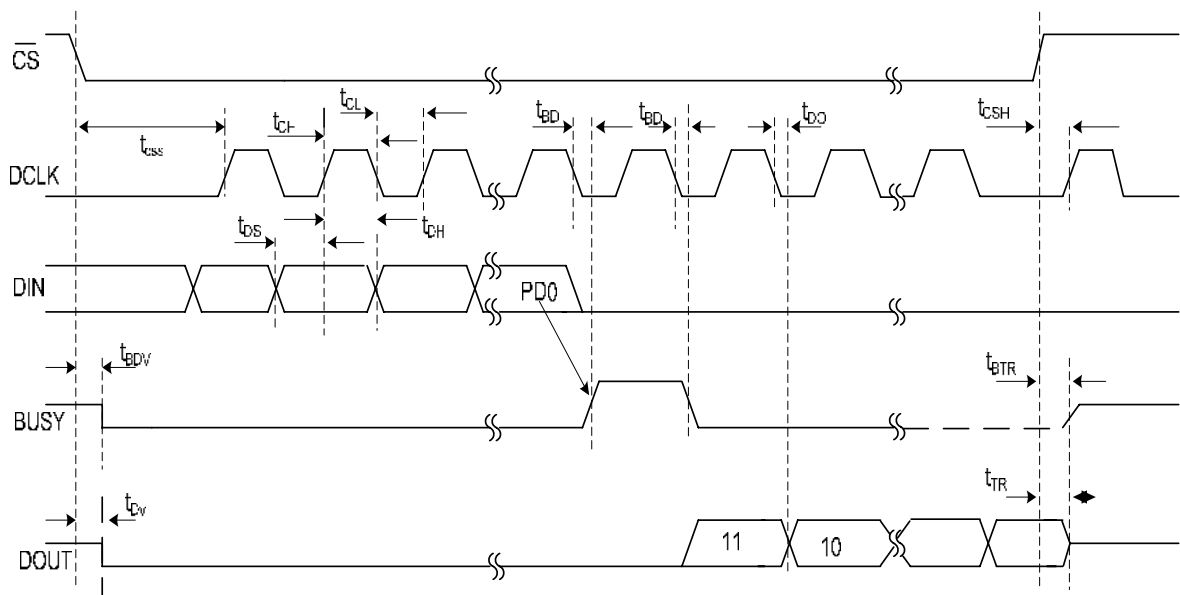 CS
tCSS
DCLK
tCH
tCL
tBD
tBD
tDO
tCSH
tDS
tDH
DIN
PD0
tBDV
BUSY
tBTR
tDV
DOUT
11
10
tTR